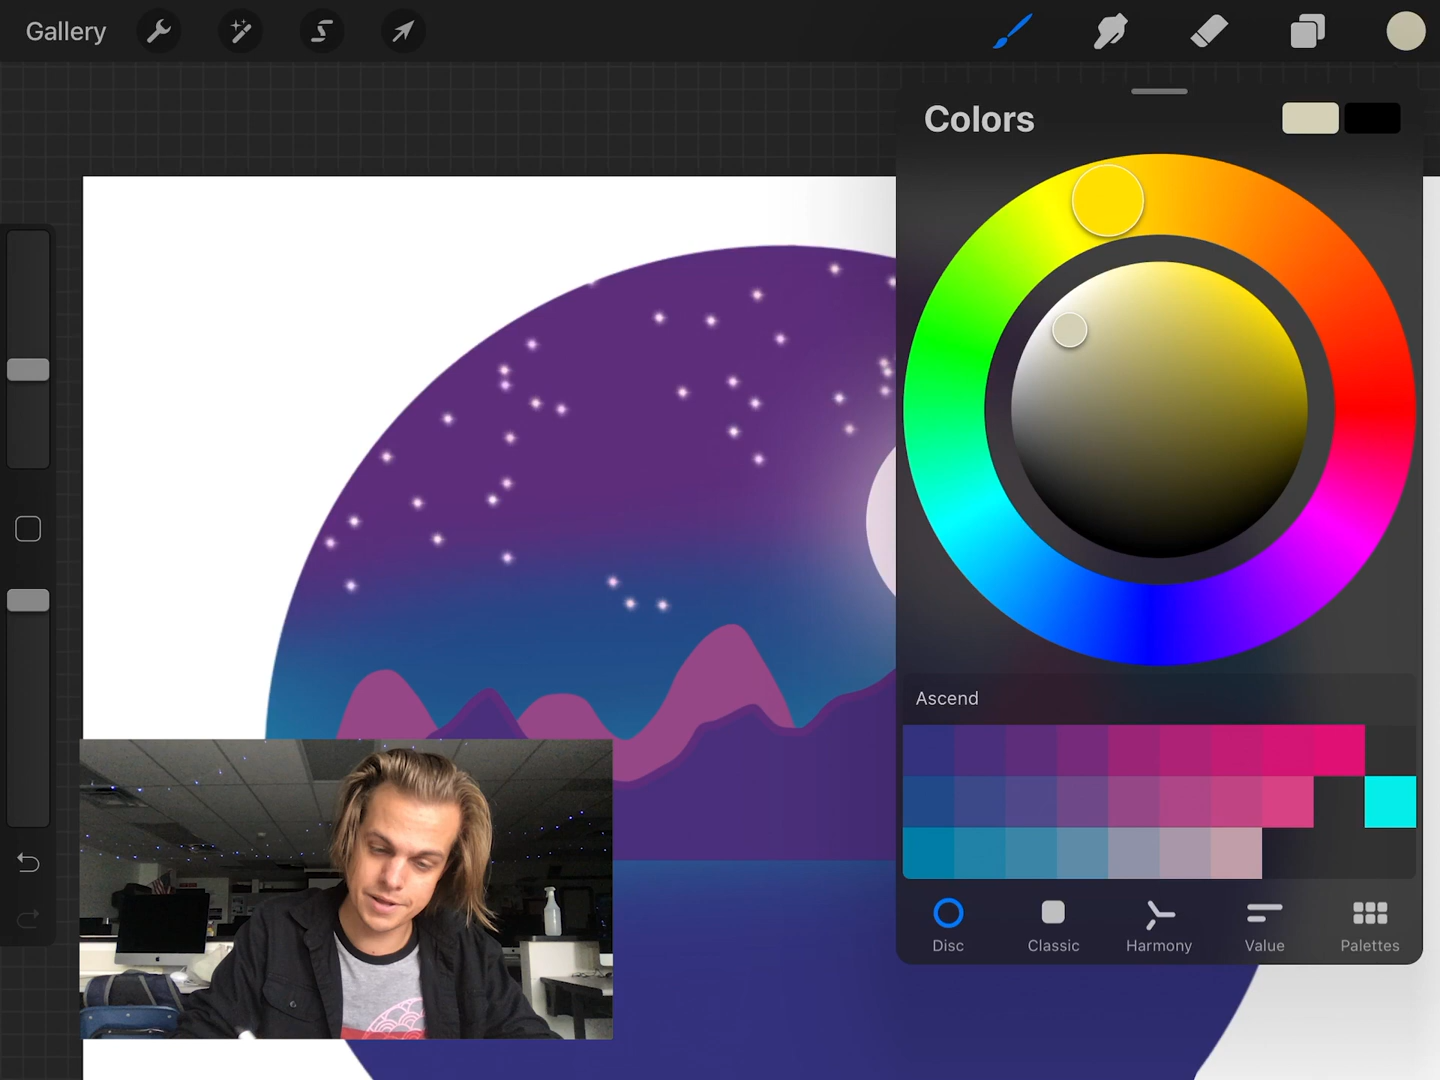 Gallery
Colors
Ascend
Disc
Classic
Harmony
Value
Palettes